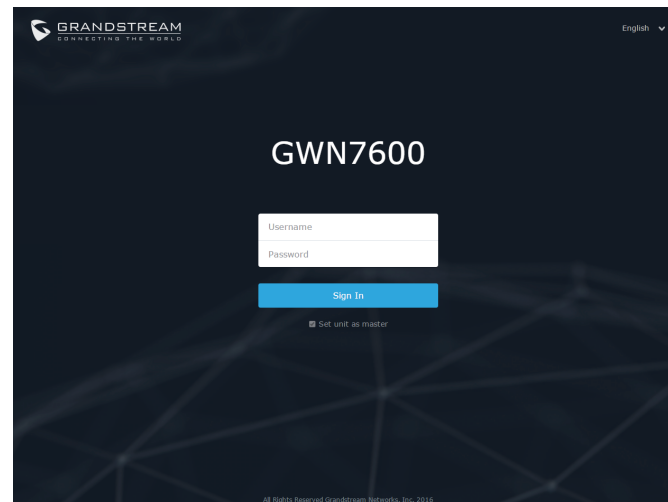 GRANDSTREAM
CONNECTING THE WORLD
English
GWN7600
Username
Password
Sign In
Set unit as master
All Rights Reserved Grandstream Networks, Inc. 2016